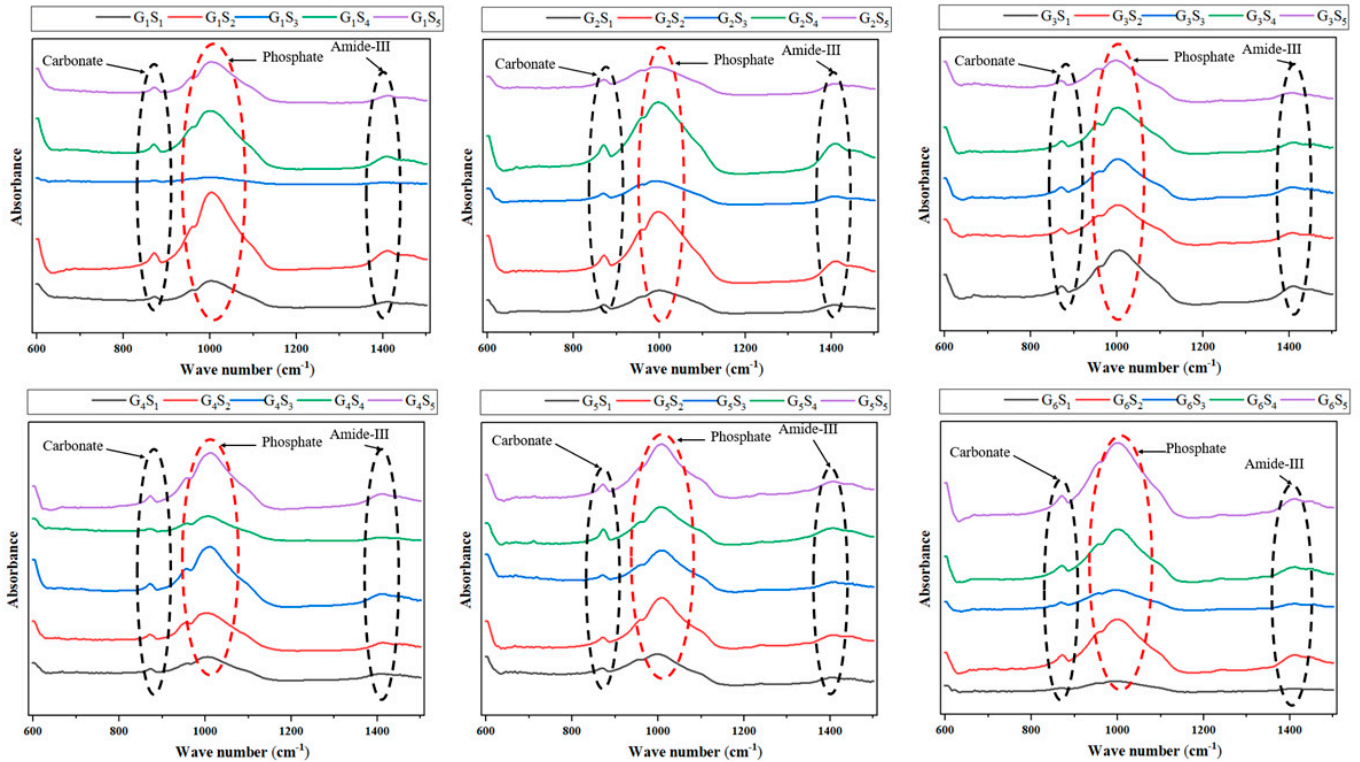 G₁S₁ G₁S₂ G₁S₃ G₁S₄ G₁S₅
Carbonate
Phosphate
Amide-III
Absorbance
600 800 1000 1200 1400
Wave number (cm⁻¹)
G₂S₁ G₂S₂ G₂S₃ G₂S₄ G₂S₅
Carbonate
Phosphate
Amide-III
Absorbance
600 800 1000 1200 1400
Wave number (cm⁻¹)
G₃S₁ G₃S₂ G₃S₃ G₃S₄ G₃S₅
Carbonate
Phosphate
Amide-III
Absorbance
600 800 1000 1200 1400
Wave number (cm⁻¹)
G₄S₁ G₄S₂ G₄S₃ G₄S₄ G₄S₅
Carbonate
Phosphate
Amide-III
Absorbance
600 800 1000 1200 1400
Wave number (cm⁻¹)
G₅S₁ G₅S₂ G₅S₃ G₅S₄ G₅S₅
Carbonate
Phosphate
Amide-III
Absorbance
600 800 1000 1200 1400
Wave number (cm⁻¹)
G₆S₁ G₆S₂ G₆S₃ G₆S₄ G₆S₅
Carbonate
Phosphate
Amide-III
Absorbance
600 800 1000 1200 1400
Wave number (cm⁻¹)